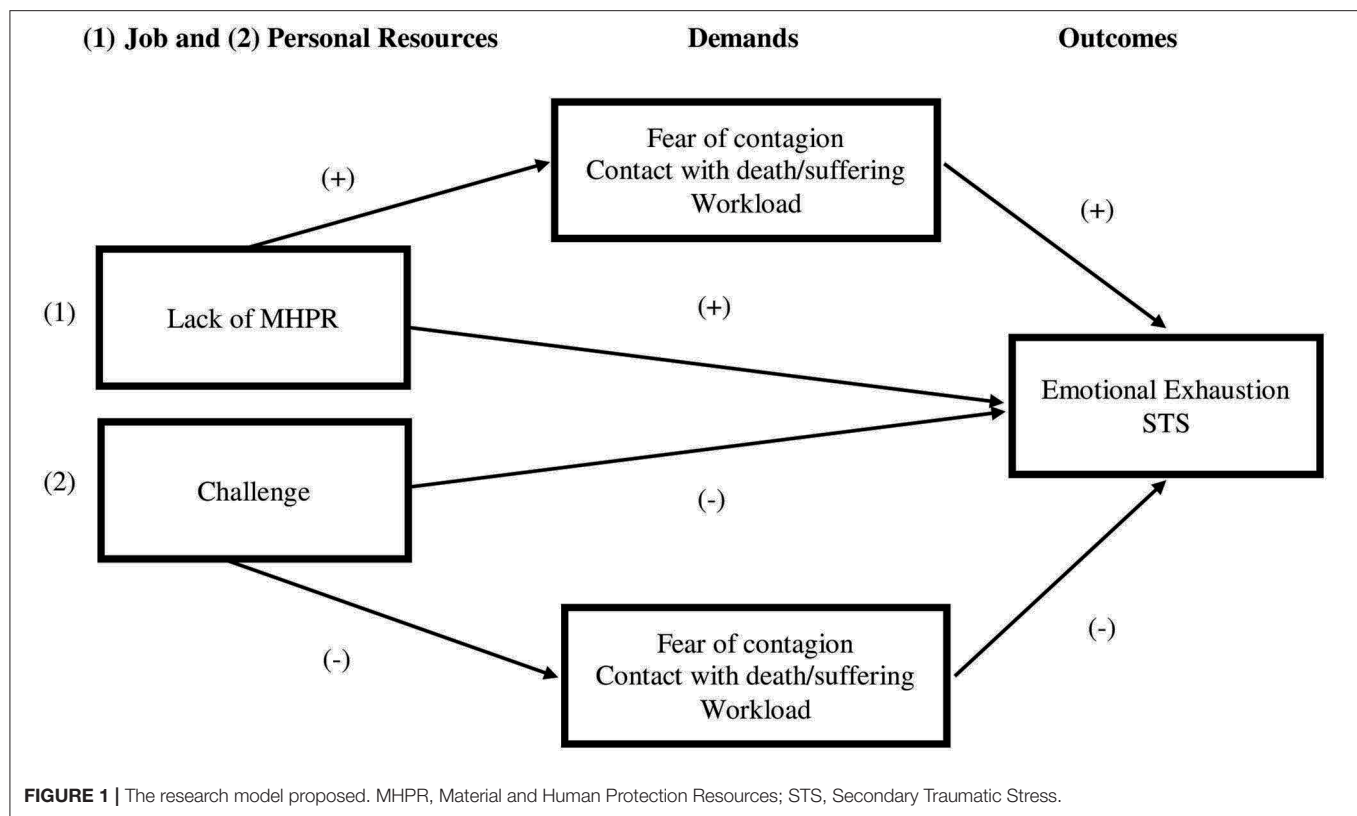 (1) Job and (2) Personal Resources
Demands
Outcomes
Fear of contagion
Contact with death/suffering
Workload
(+)
(+)
(1)
Lack of MHPR
(+)
Emotional Exhaustion
STS
(2)
Challenge
(-)
(-)
Fear of contagion
Contact with death/suffering
Workload
(-)
FIGURE 1 | The research model proposed. MHPR, Material and Human Protection Resources; STS, Secondary Traumatic Stress.